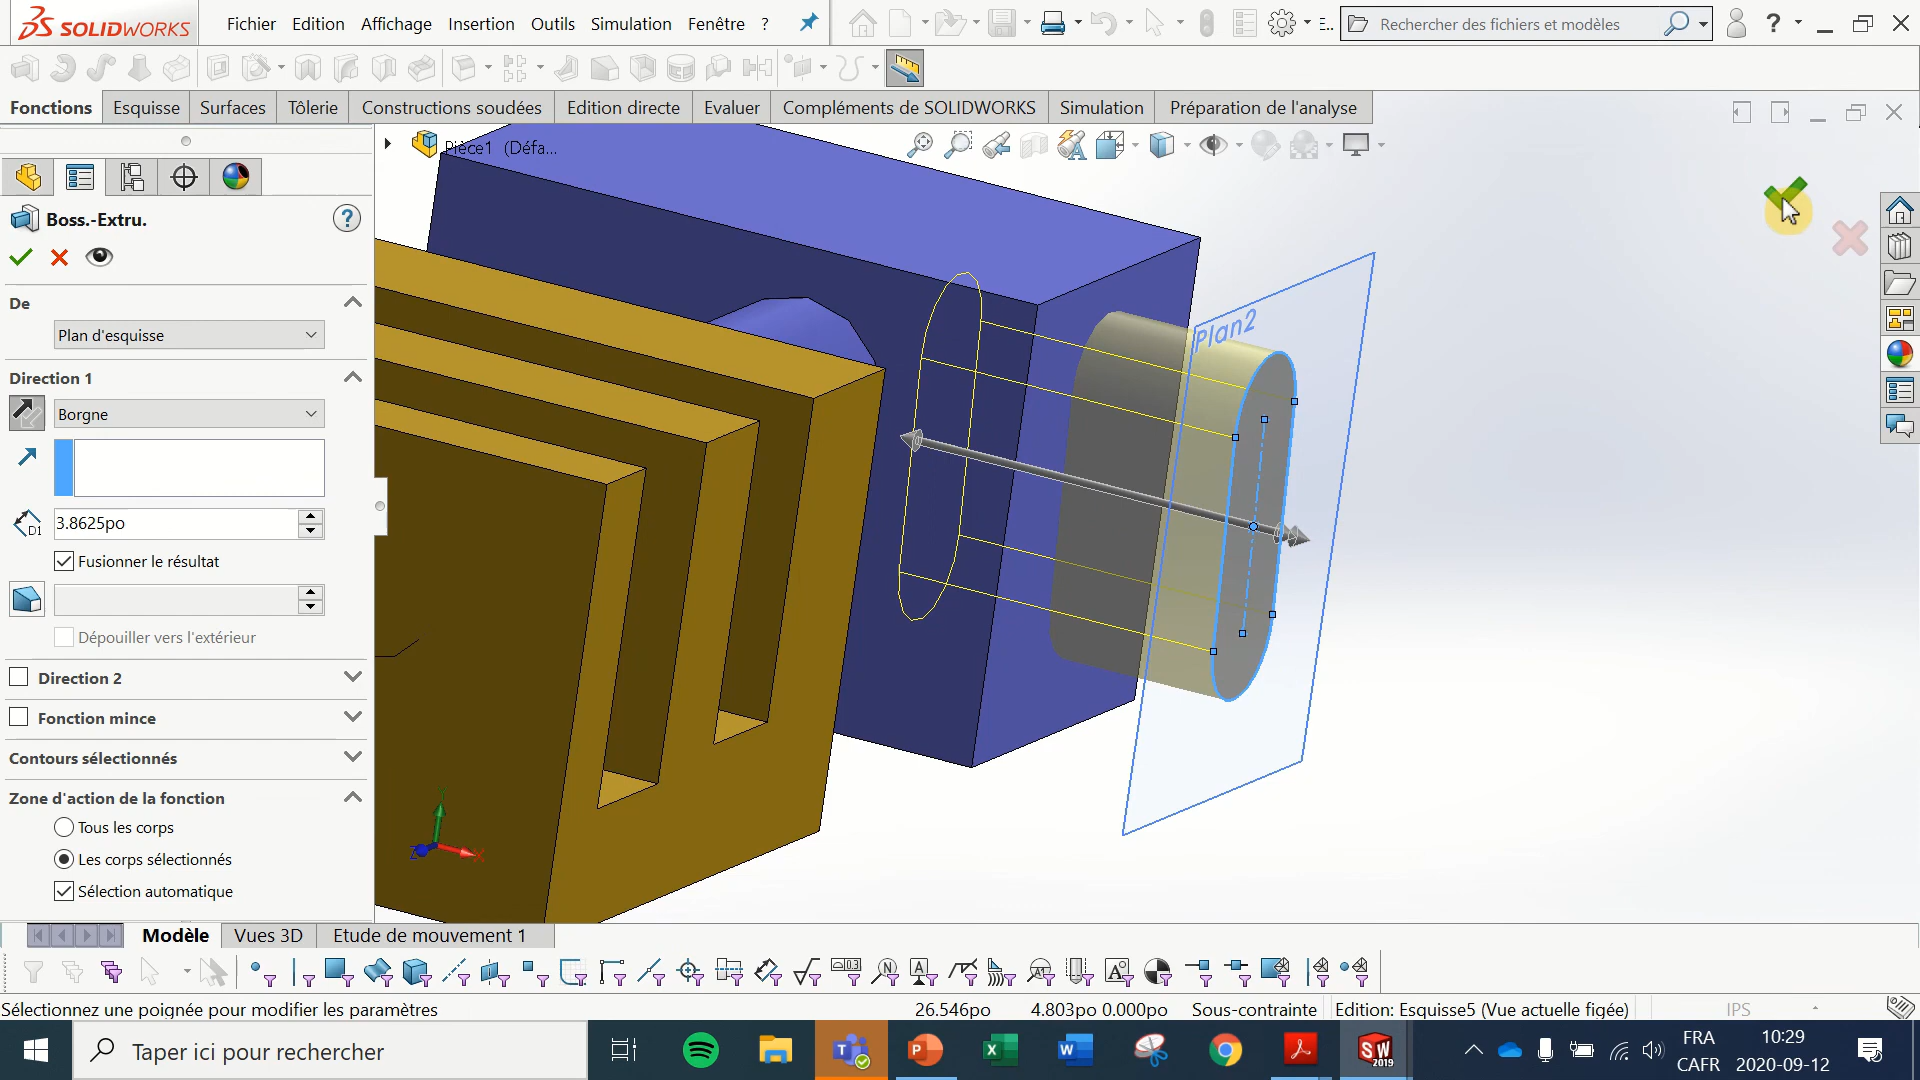 SOLIDWORKS
Fichier Edition Affichage Insertion Outils Simulation Fenêtre ?
E... Rechercher des fichiers et modèles ?
Fonctions Esquisse Surfaces Tôlerie Constructions soudées Edition directe Evaluer Compléments de SOLIDWORKS Simulation Préparation de l'analyse
Pièce1 (Défa...
Boss.-Extru.
?
De
Plan d'esquisse
Direction 1
Borgne
D1
3.8625po
Fusionner le résultat
Dépouiller vers l'extérieur
Direction 2
Fonction mince
Contours sélectionnés
Zone d'action de la fonction
Tous les corps
Les corps sélectionnés
Sélection automatique
Plan2
X
Modèle Vues 3D Etude de mouvement 1
Sélectionnez une poignée pour modifier les paramètres 26.546po 4.803po 0.000po Sous-contrainte Edition: Esquisse5 (Vue actuelle figée) IPS
Taper ici pour rechercher
SW
2019
FRA
CAFR
10:29
2020-09-12